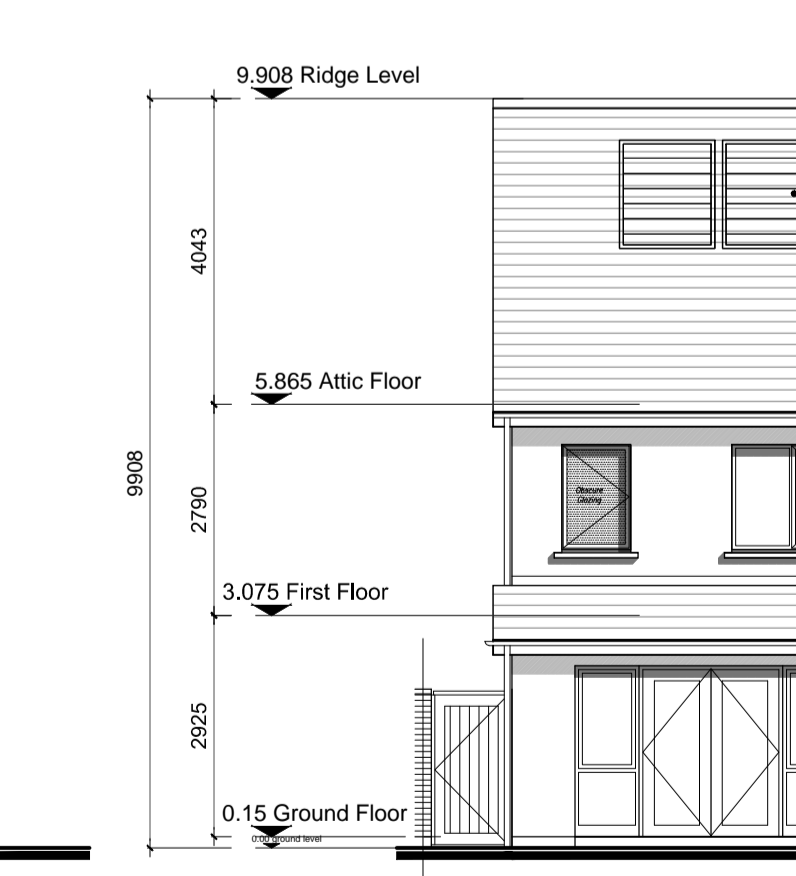 9.908 Ridge Level
4043
5.865 Attic Floor
9908
2790
Obscure
Glazing
3.075 First Floor
2925
0.15 Ground Floor
0.00 ground level